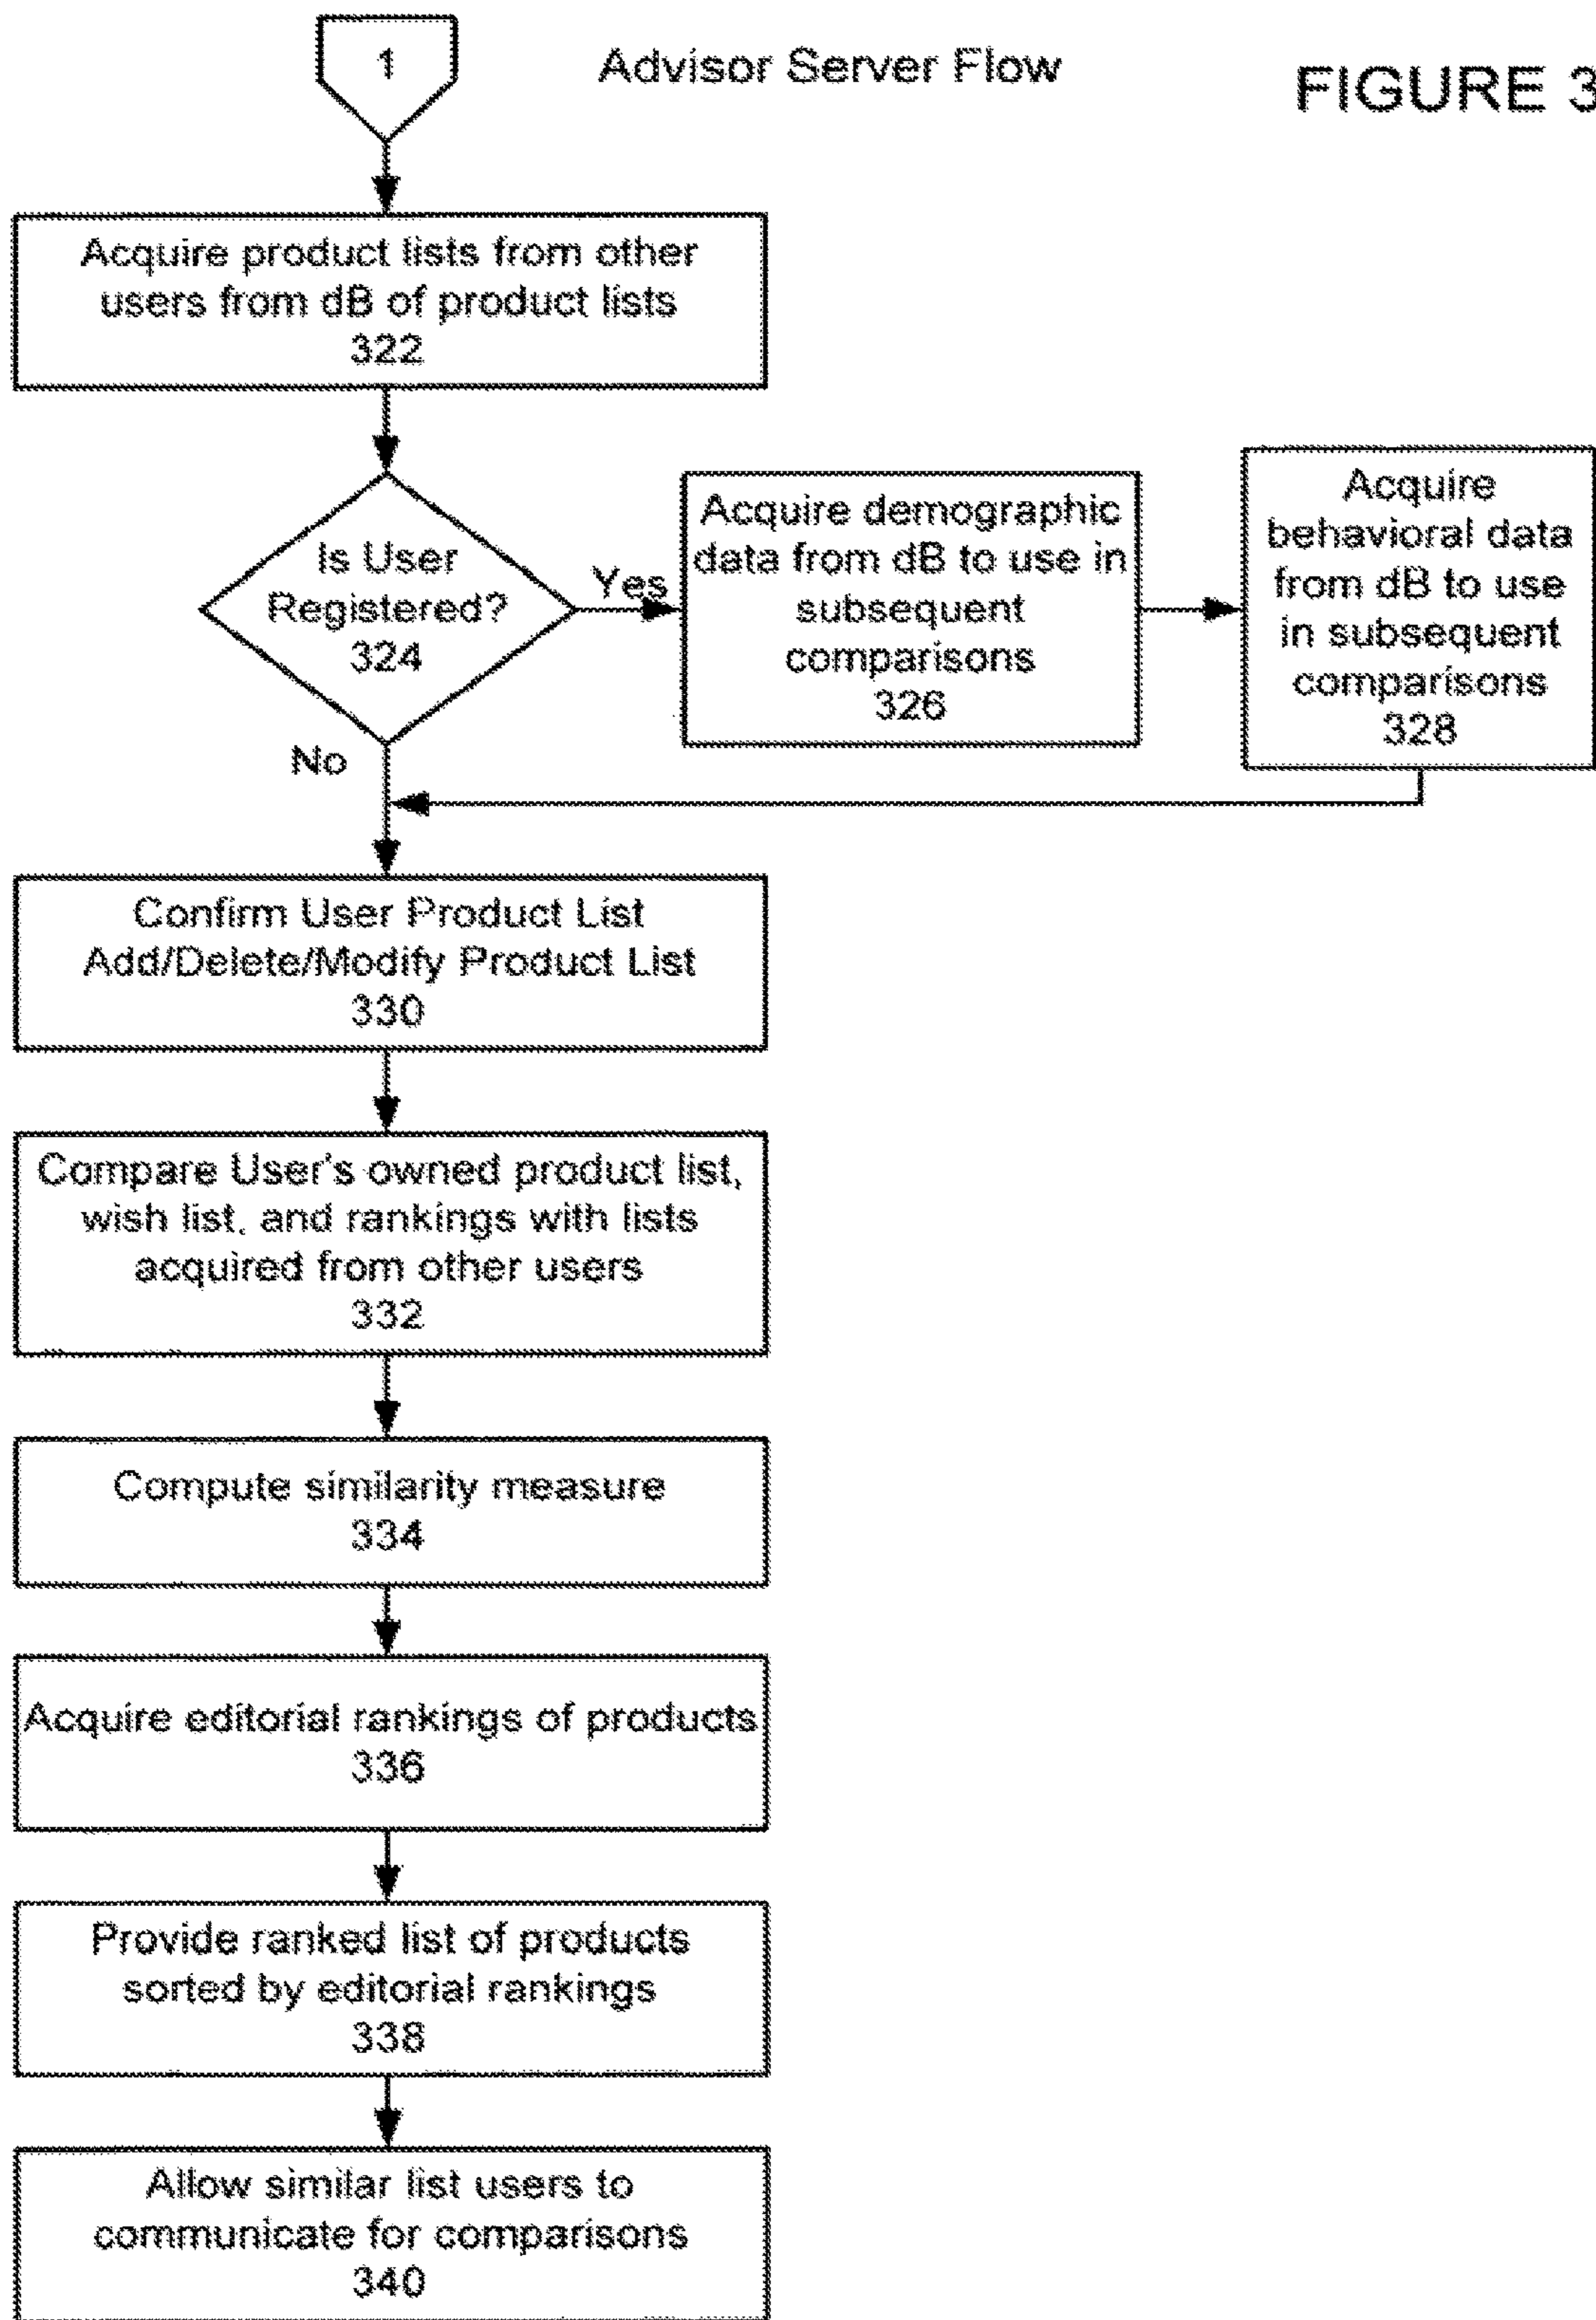 1
Advisor Server Flow
FIGURE 3
Acquire product lists from other
users from dB of product lists
322
Is User
Registered?
324
Yes
No
Acquire demographic
data from dB to use in
subsequent
comparisons
326
Acquire
behavioral data
from dB to use
in subsequent
comparisons
328
Confirm User Product List
Add/Delete/Modify Product List
330
Compare User's owned product list,
wish list, and rankings with lists
acquired from other users
332
Compute similarity measure
334
Acquire editorial rankings of products
336
Provide ranked list of products
sorted by editorial rankings
338
Allow similar list users to
communicate for comparisons
340